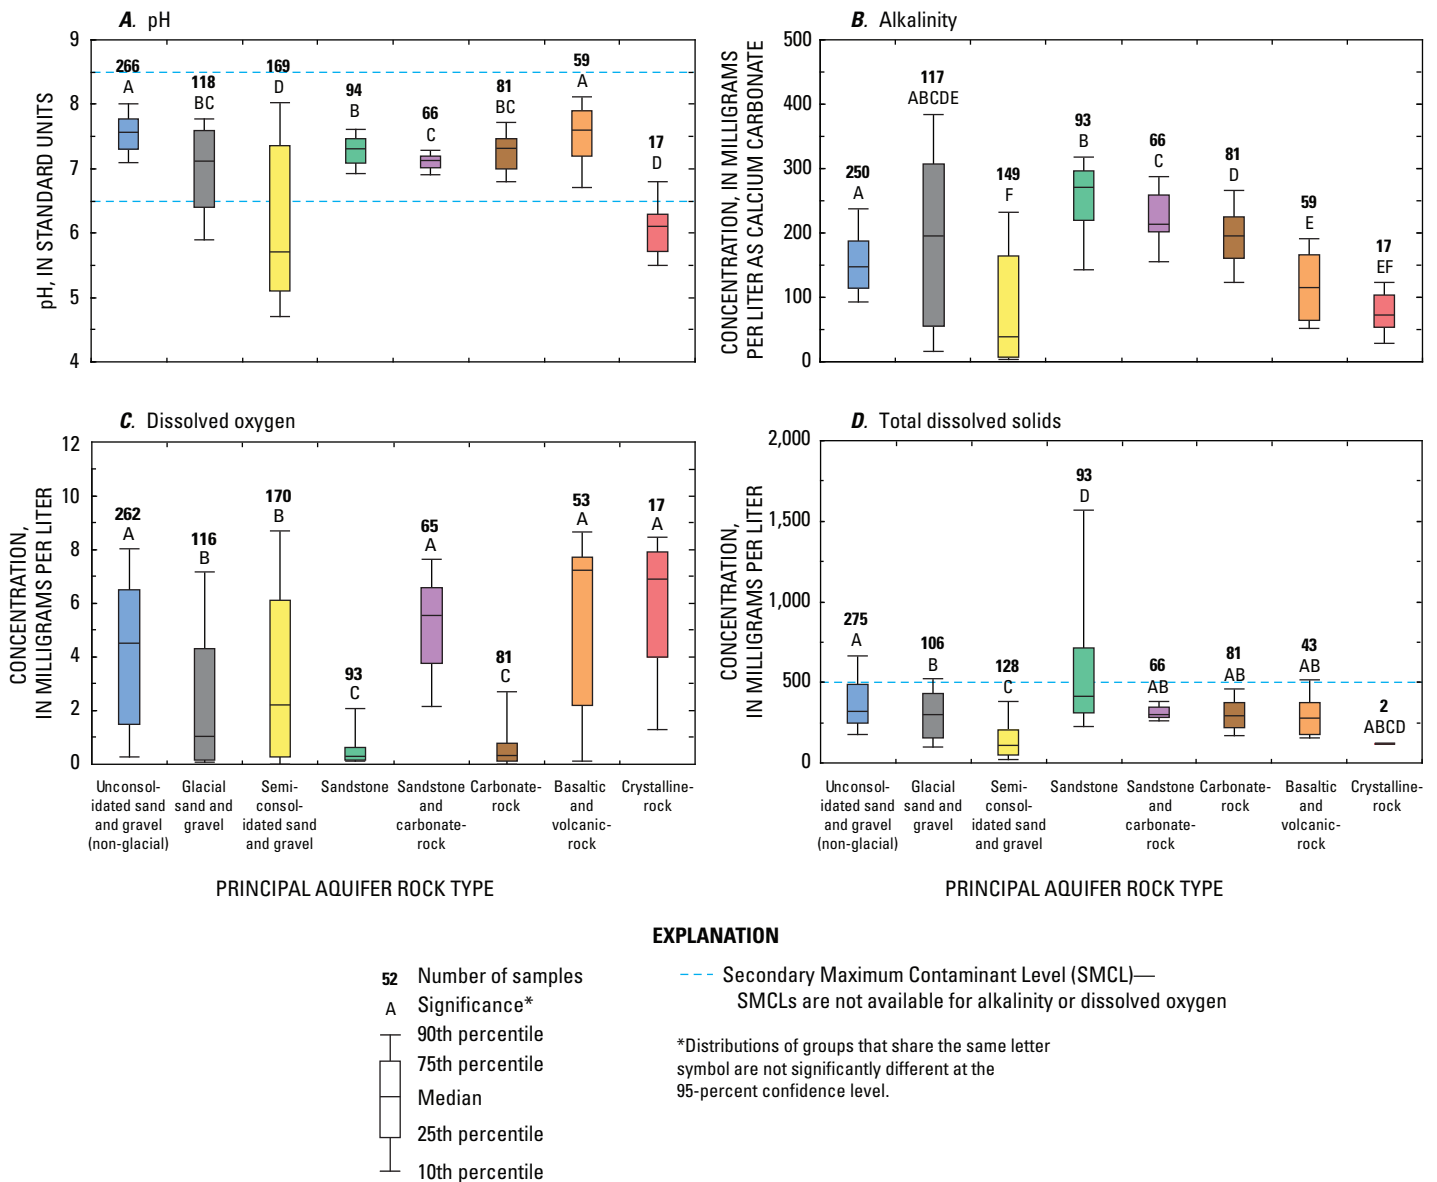 A. pH
9
8
7
6
5
4
pH, IN STANDARD UNITS
266
A
118
BC
169
D
94
B
66
C
81
BC
59
A
17
D
B. Alkalinity
500
400
300
200
100
0
CONCENTRATION, IN MILLIGRAMS
PER LITER AS CALCIUM CARBONATE
250
A
117
ABCDE
149
F
93
B
66
C
81
D
59
E
17
EF
C. Dissolved oxygen
12
10
8
6
4
2
0
CONCENTRATION,
IN MILLIGRAMS PER LITER
262
A
116
B
170
B
93
C
65
A
81
C
53
A
17
A
Unconsol-
idated sand
and gravel
(non-glacial)
Glacial
sand and
gravel
Semi-
consol-
idated sand
and gravel
Sandstone
Sandstone
and
carbonate-
rock
Carbonate-
rock
Basaltic
and
volcanic-
rock
Crystalline-
rock
PRINCIPAL AQUIFER ROCK TYPE
D. Total dissolved solids
2,000
1,500
1,000
500
0
CONCENTRATION,
IN MILLIGRAMS PER LITER
275
A
106
B
128
C
93
D
66
AB
81
AB
43
AB
2
ABCD
Unconsol-
idated sand
and gravel
(non-glacial)
Glacial
sand and
gravel
Semi-
consol-
idated sand
and gravel
Sandstone
Sandstone
and
carbonate-
rock
Carbonate-
rock
Basaltic
and
volcanic-
rock
Crystalline-
rock
PRINCIPAL AQUIFER ROCK TYPE
EXPLANATION
52 Number of samples
A Significance*
90th percentile
75th percentile
Median
25th percentile
10th percentile
Secondary Maximum Contaminant Level (SMCL)—
SMCLs are not available for alkalinity or dissolved oxygen
*Distributions of groups that share the same letter
symbol are not significantly different at the
95-percent confidence level.